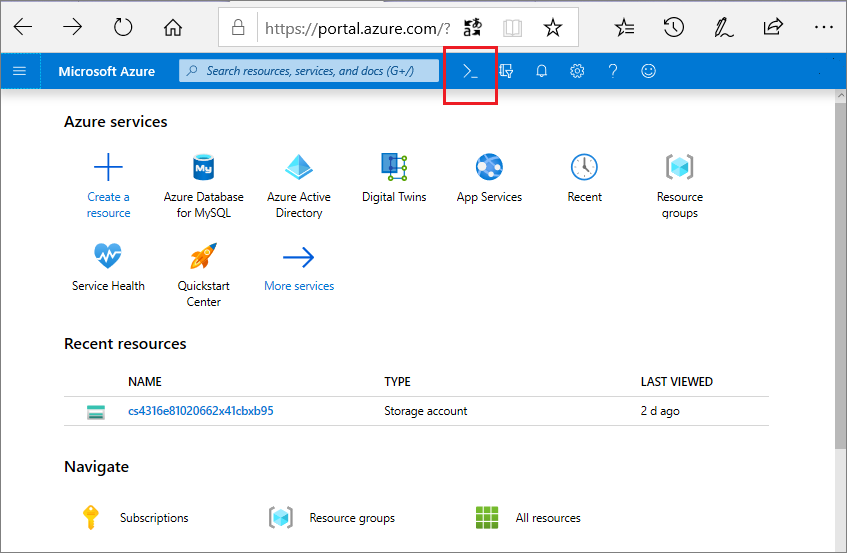 https://portal.azure.com/?
Microsoft Azure
Search resources, services, and docs (G+/)
Azure services
Create a
resource
Azure Database
for MySQL
Azure Active
Directory
Digital Twins
App Services
Recent
Resource
groups
Service Health
Quickstart
Center
More services
Recent resources
NAME TYPE LAST VIEWED
cs4316e81020662x41cbxb95 Storage account 2 d ago
Navigate
Subscriptions Resource groups All resources